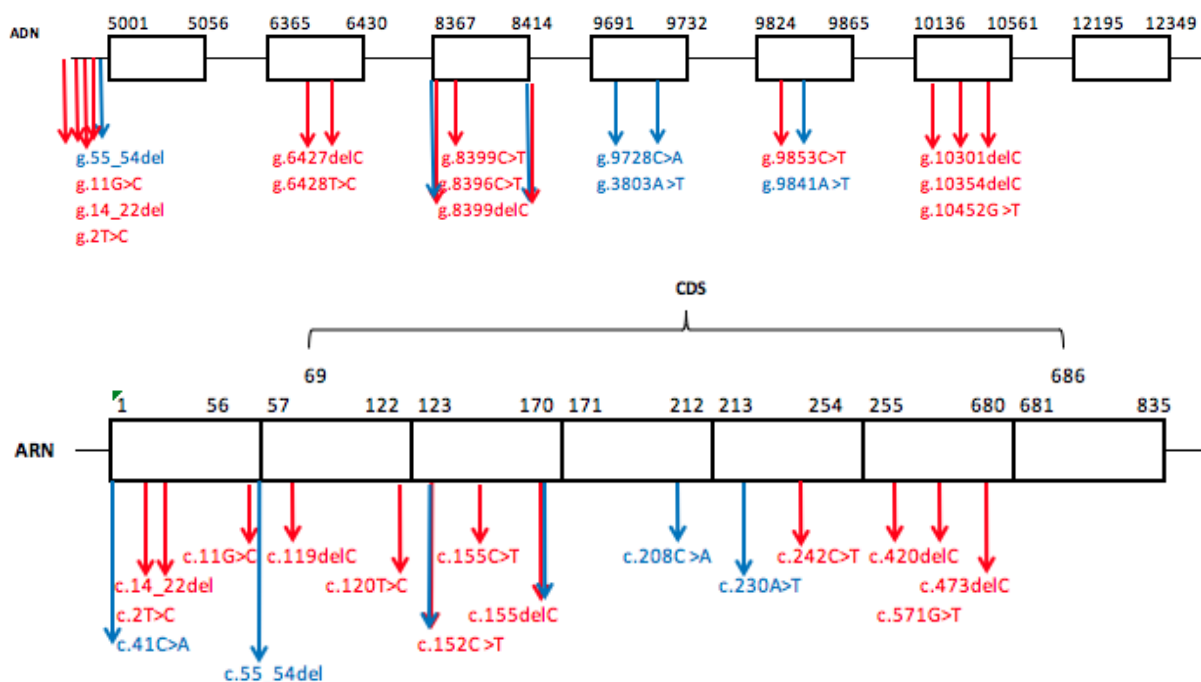 5001 5056 6365 6430 8367 8414 9691 9732 9824 9865 10136 10561 12195 12349
ADN
g.55_54del g.6427delC g.8399C>T g.9728C>A g.9853C>T g.10301delC
g.11G>C g.6428T>C g.8396C>T g.3803A>T g.9841A>T g.10354delC
g.14_22del g.8399delC g.10452G >T
g.2T>C
CDS
69 686
1 56 57 122 123 170 171 212 213 254 255 680 681 835
ARN
c.11G>C c.119delC c.155C>T c.208C >A c.242C>T c.420delC
c.14_22del c.120T>C c.230A>T c.473delC
c.2T>C c.155delC c.571G>T
c.41C>A c.152C >T
c.55_54del